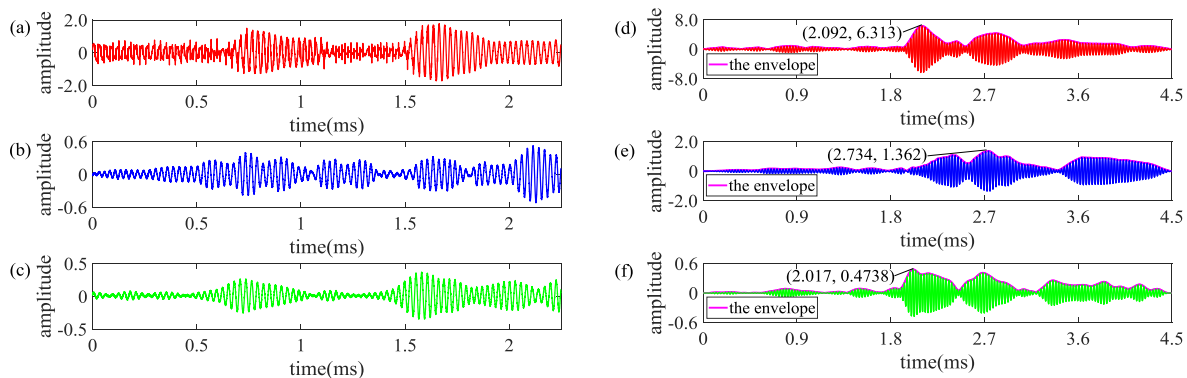 (a)
amplitude
2.0
0
-2.0
0 0.5 1 1.5 2
time(ms)
(b)
amplitude
0.6
0
-0.6
0 0.5 1 1.5 2
time(ms)
(c)
amplitude
0.5
0
-0.5
0 0.5 1 1.5 2
time(ms)
(d)
amplitude
8.0
0
-8.0
(2.092, 6.313)
the envelope
0 0.9 1.8 2.7 3.6 4.5
time(ms)
(e)
amplitude
2.0
0
-2.0
(2.734, 1.362)
the envelope
0 0.9 1.8 2.7 3.6 4.5
time(ms)
(f)
amplitude
0.6
0
-0.6
(2.017, 0.4738)
the envelope
0 0.9 1.8 2.7 3.6 4.5
time(ms)